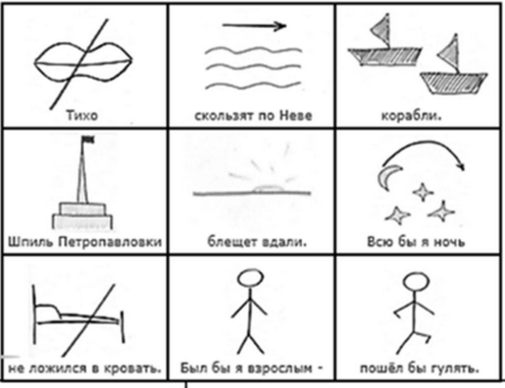 Тихо
скользят по Неве
корабли.
Шпиль Петропавловки
блещет вдали.
Всю бы я ночь
не ложился в кровать.
Был бы я взрослым -
пошёл бы гулять.